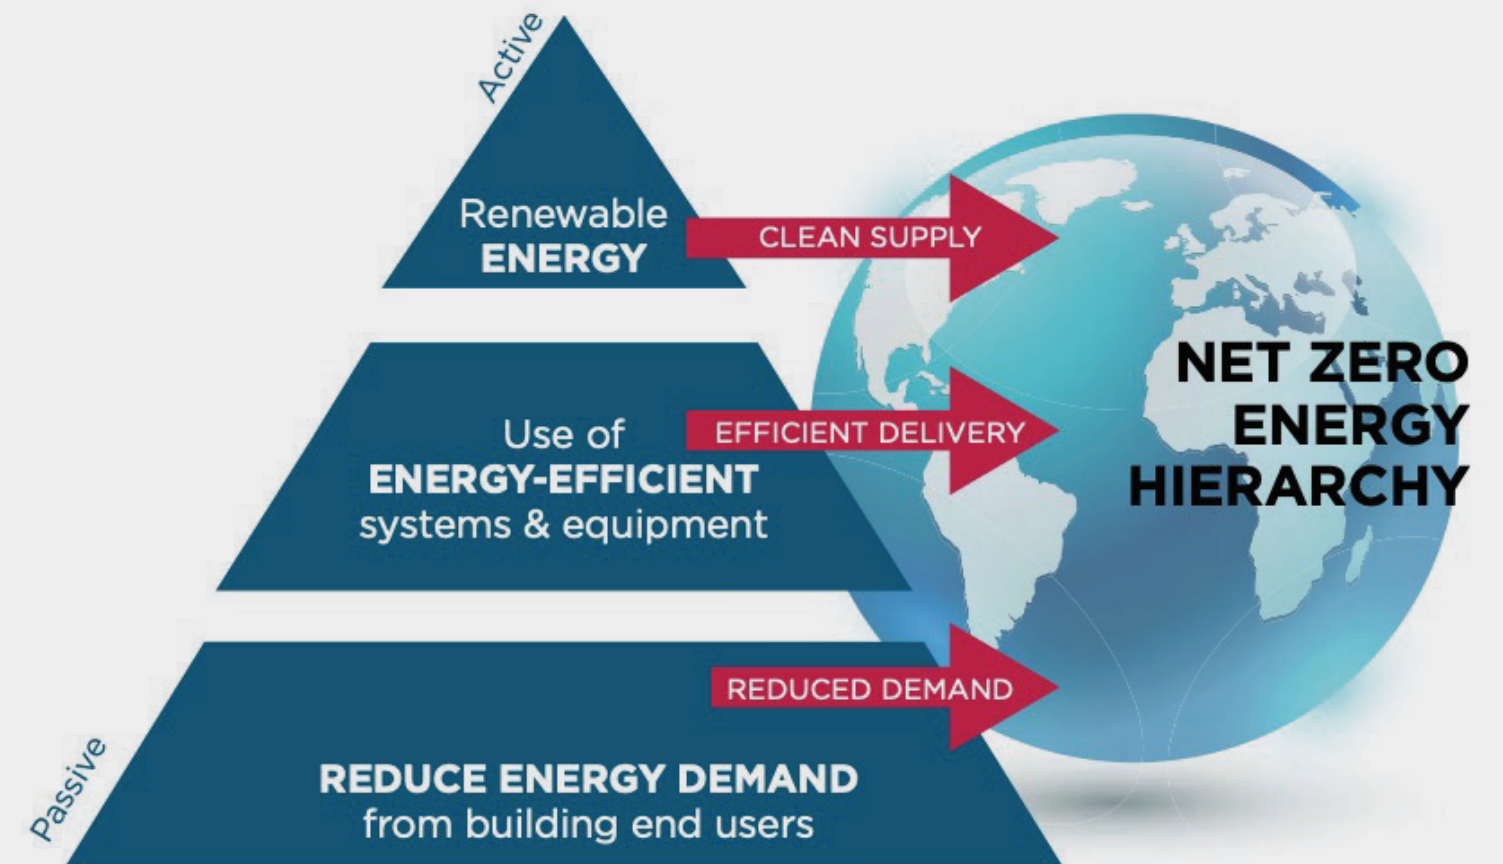 Active
Renewable
ENERGY
CLEAN SUPPLY
Use of
ENERGY-EFFICIENT
systems & equipment
EFFICIENT DELIVERY
NET ZERO
ENERGY
HIERARCHY
REDUCED DEMAND
Passive
REDUCE ENERGY DEMAND
from building end users